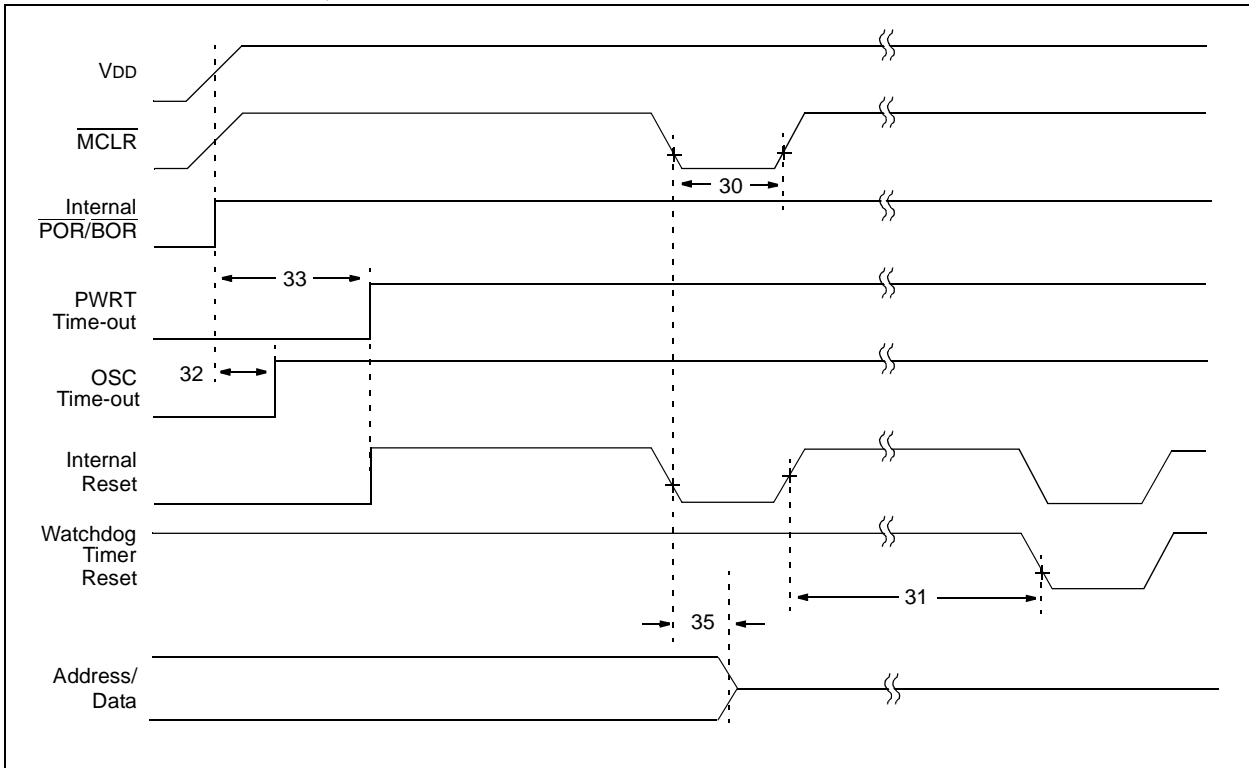 VDD
MCLR
30
Internal
POR/BOR
33
PWRT
Time-out
32
OSC
Time-out
Internal
Reset
Watchdog
Timer
Reset
31
35
Address/
Data